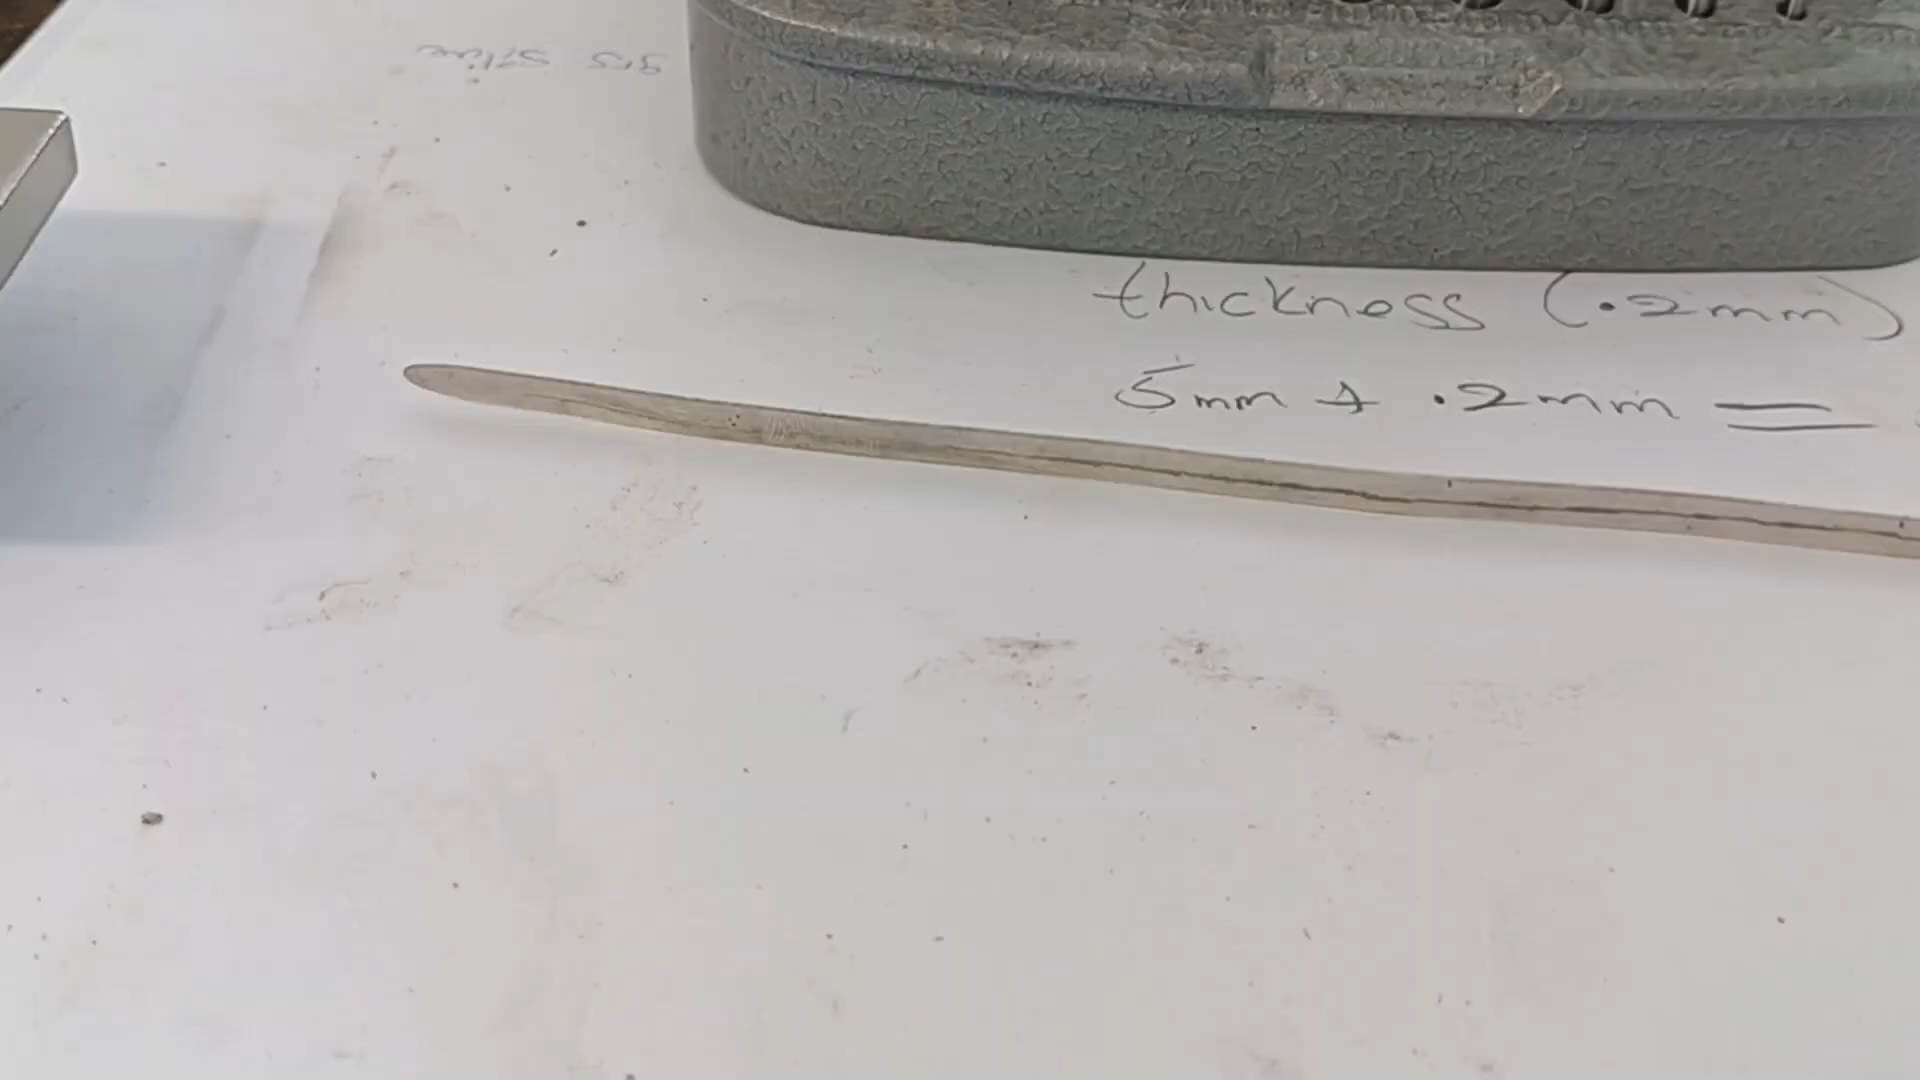 thickness (.2mm)
5mm + .2mm =